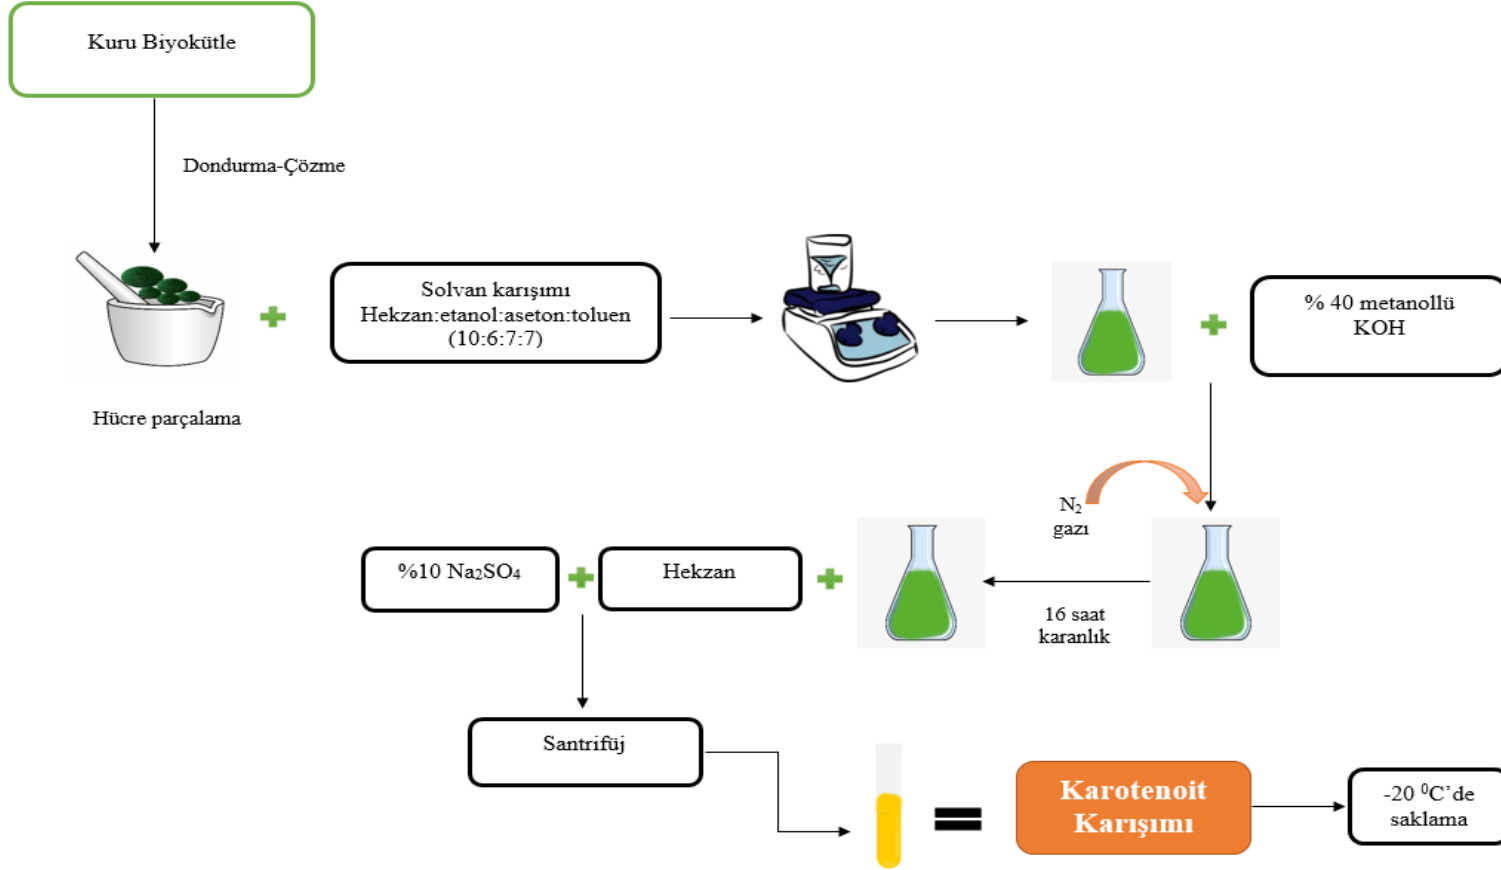 Kuru Biyokütle
Dondurma-Çözme
Solvan karışımı
Hekzan:etanol:aseton:toluen
(10:6:7:7)
% 40 metanollü
KOH
Hücre parçalama
N₂
gazı
%10 Na₂SO₄
Hekzan
16 saat
karanlık
Santrifüj
Karotenoit
Karışımı
-20 ⁰C’de
saklama